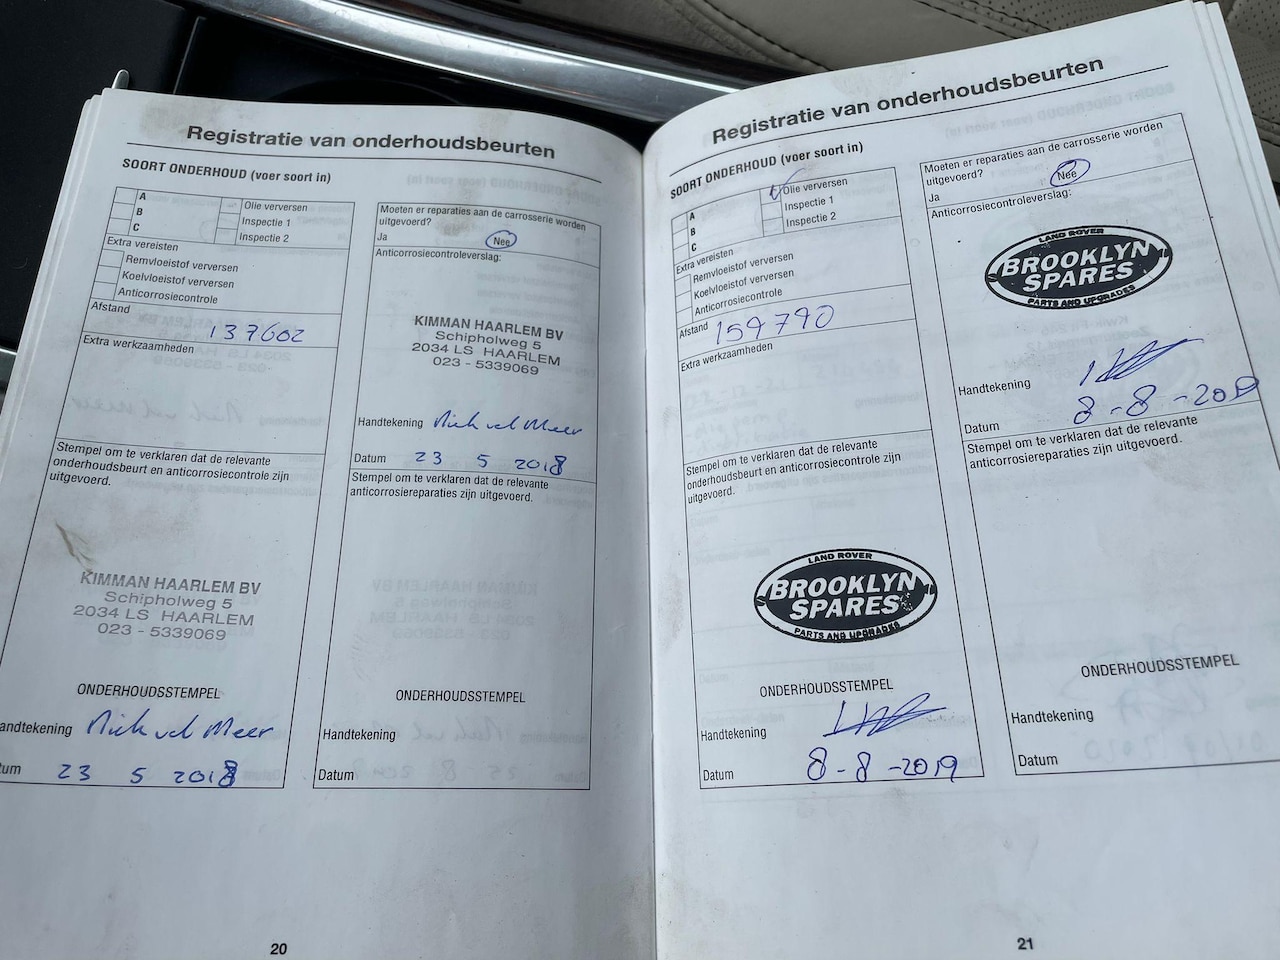 Registratie van onderhoudsbeurten
SOORT ONDERHOUD (voer soort in)
A
B
C
Olie verversen
Inspectie 1
Inspectie 2
Extra vereisten
Remvloeistof verversen
Koelvloeistof verversen
Anticorrosiecontrole
Afstand 137602
Extra werkzaamheden
Stempel om te verklaren dat de relevante
onderhoudsbeurt en anticorrosiecontrole zijn
uitgevoerd.
KIMMAN HAARLEM BV
Schipholweg 5
2034 LS HAARLEM
023 - 5339069
ONDERHOUDSSTEMPEL
andtekening
tum 23 5 2018
Moeten er reparaties aan de carrosserie worden
uitgevoerd?
Ja Nee
Anticorrosiecontroleverslag:
KIMMAN HAARLEM BV
Schipholweg 5
2034 LS HAARLEM
023 - 5339069
Handtekening
Datum 23 5 2018
Stempel om te verklaren dat de relevante
anticorrosiereparaties zijn uitgevoerd.
ONDERHOUDSSTEMPEL
Handtekening
Datum
20
Registratie van onderhoudsbeurten
SOORT ONDERHOUD (voer soort in)
A
B
C
Olie verversen
Inspectie 1
Inspectie 2
Extra vereisten
Remvloeistof verversen
Koelvloeistof verversen
Anticorrosiecontrole
Afstand 159790
Extra werkzaamheden
Stempel om te verklaren dat de relevante
onderhoudsbeurt en anticorrosiecontrole zijn
uitgevoerd.
LAND ROVER
BROOKLYN
SPARES
PARTS AND UPGRADES
ONDERHOUDSSTEMPEL
Handtekening
Datum 8-8-2019
Moeten er reparaties aan de carrosserie worden
uitgevoerd?
Ja Nee
Anticorrosiecontroleverslag:
LAND ROVER
BROOKLYN
SPARES
PARTS AND UPGRADES
Handtekening
Datum 8-8-2019
Stempel om te verklaren dat de relevante
anticorrosiereparaties zijn uitgevoerd.
ONDERHOUDSSTEMPEL
Handtekening
Datum
21